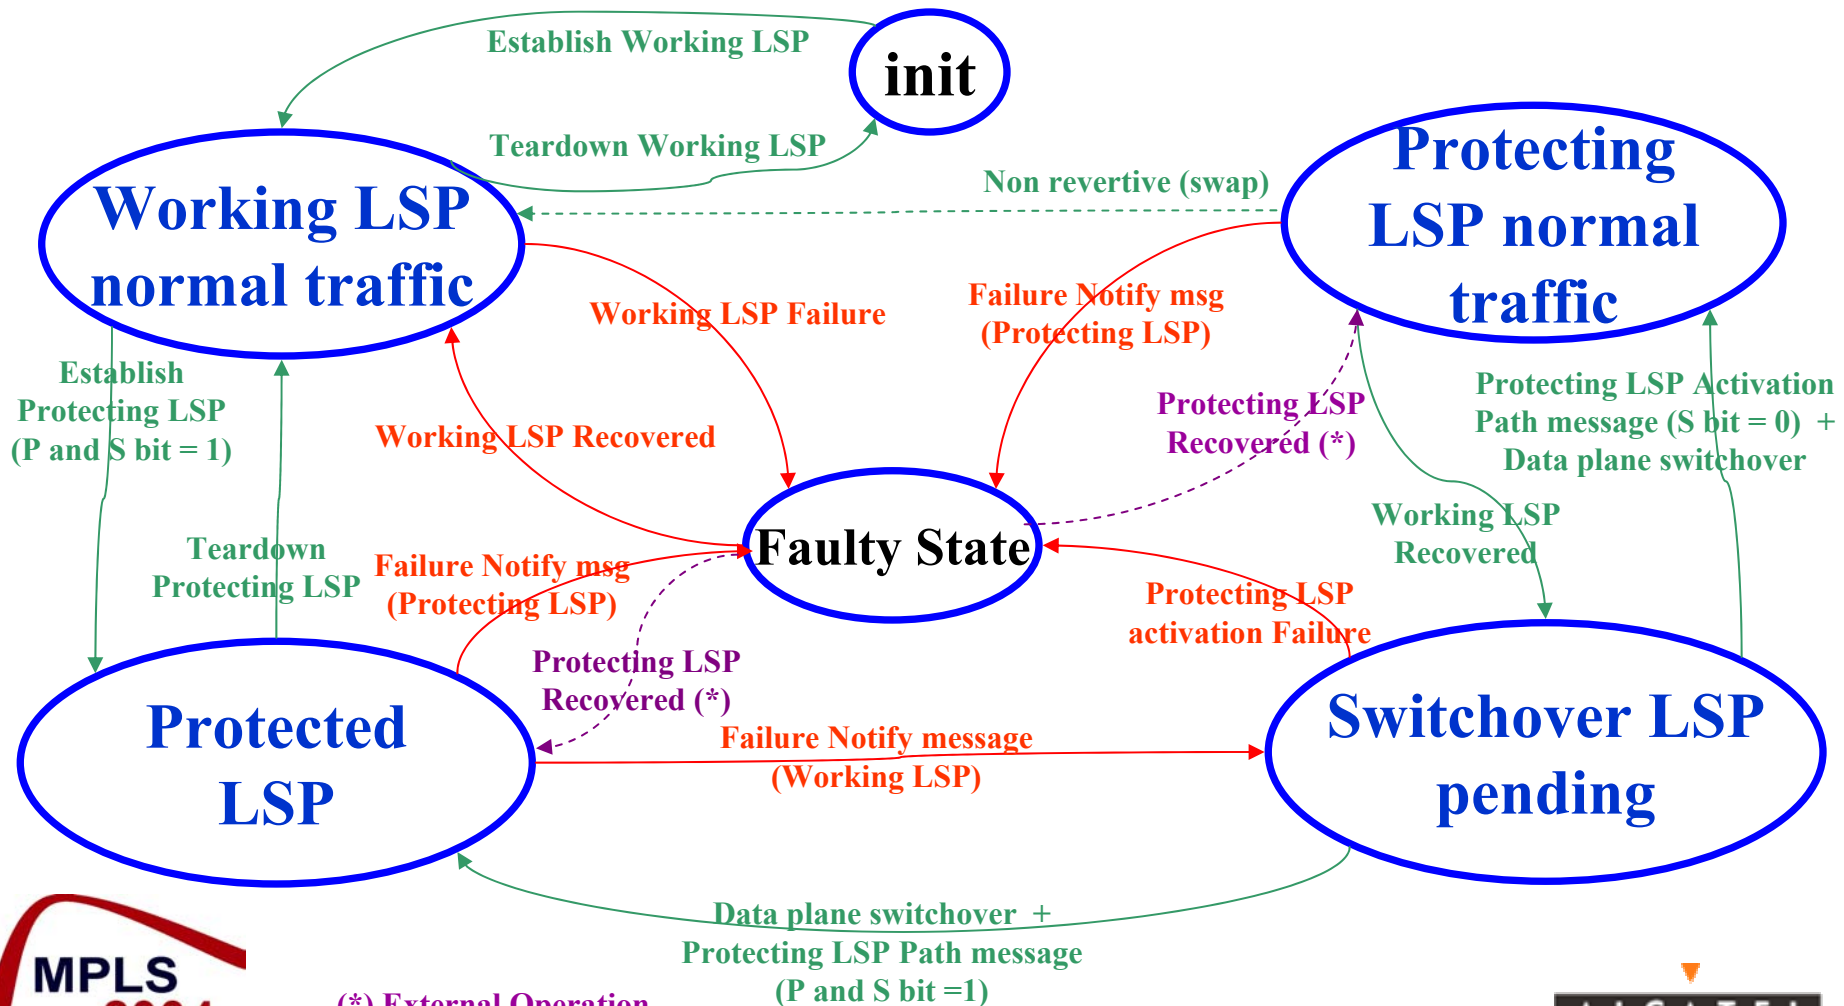 Establish Working LSP
init
Teardown Working LSP
Working LSP
normal traffic
Non revertive (swap)
Protecting
LSP normal
traffic
Working LSP Failure
Failure Notify msg
(Protecting LSP)
Establish
Protecting LSP
(P and S bit = 1)
Working LSP Recovered
Protecting LSP
Recovered (*)
Protecting LSP Activation
Path message (S bit = 0) +
Data plane switchover
Teardown
Protecting LSP
Failure Notify msg
(Protecting LSP)
Faulty State
Working LSP
Recovered
Protecting LSP
activation Failure
Protecting LSP
Recovered (*)
Protected
LSP
Failure Notify message
(Working LSP)
Switchover LSP
pending
Data plane switchover +
Protecting LSP Path message
(P and S bit =1)
MPLS
2004
(*) External Operation
ALCATEL